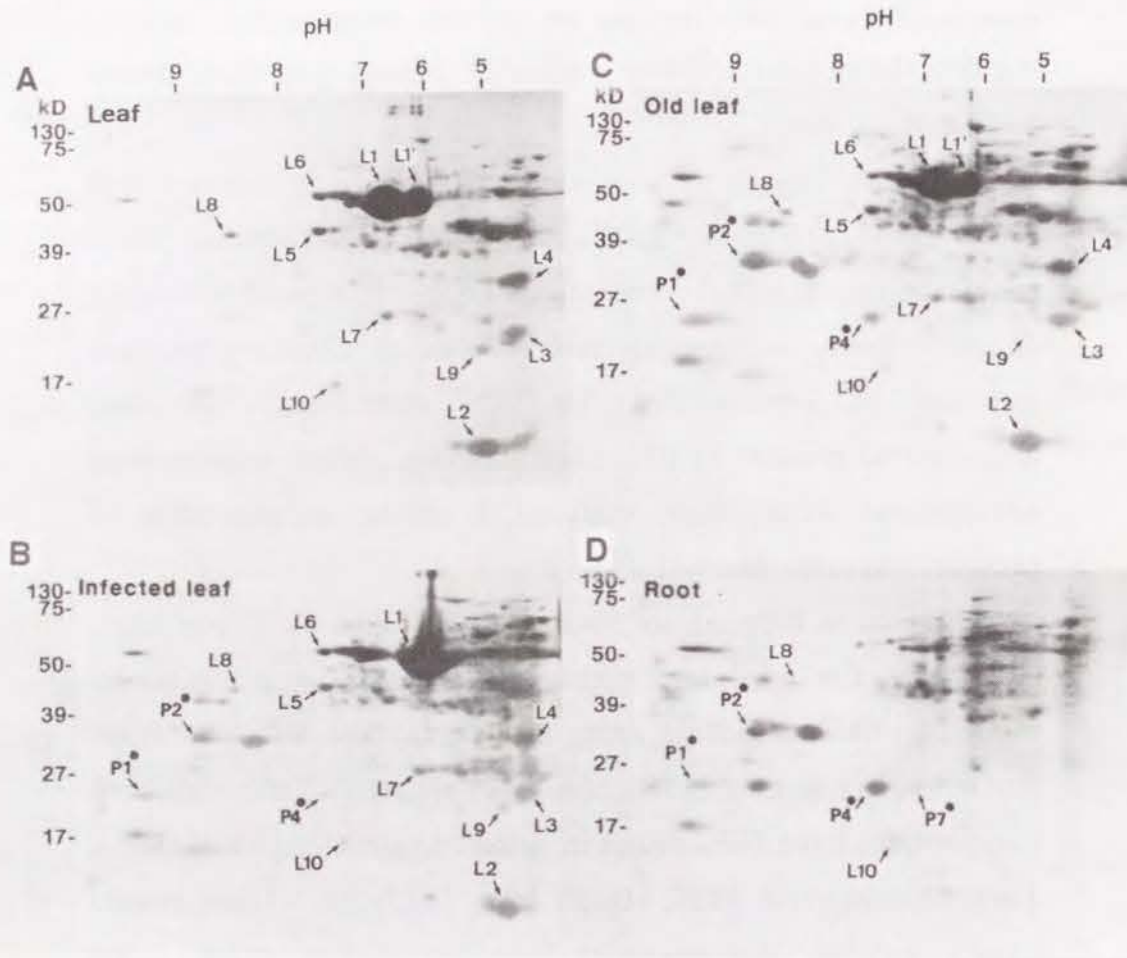 pH
9 8 7 6 5
A
kD
Leaf
130-
75-
50-
39-
27-
17-
L6
L1
L1'
L8
L5
L4
L7
L9
L3
L10
L2
pH
9 8 7 6 5
C
kD
Old leaf
130-
75-
50-
39-
27-
17-
L6
L1
L1'
L8
P2
L5
L4
P1
L7
P4
L9
L3
L10
L2
B
Infected leaf
130-
75-
50-
39-
27-
17-
L6
L1
L8
P2
L5
L4
P1
L7
P4
L9
L3
L10
L2
D
Root
130-
75-
50-
39-
27-
17-
L8
P2
P1
P4
P7
L10